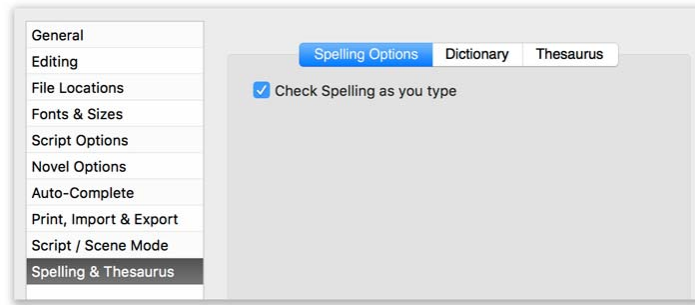 General
Editing
File Locations
Fonts & Sizes
Script Options
Novel Options
Auto-Complete
Print, Import & Export
Script / Scene Mode
Spelling & Thesaurus
Spelling Options Dictionary Thesaurus
Check Spelling as you type